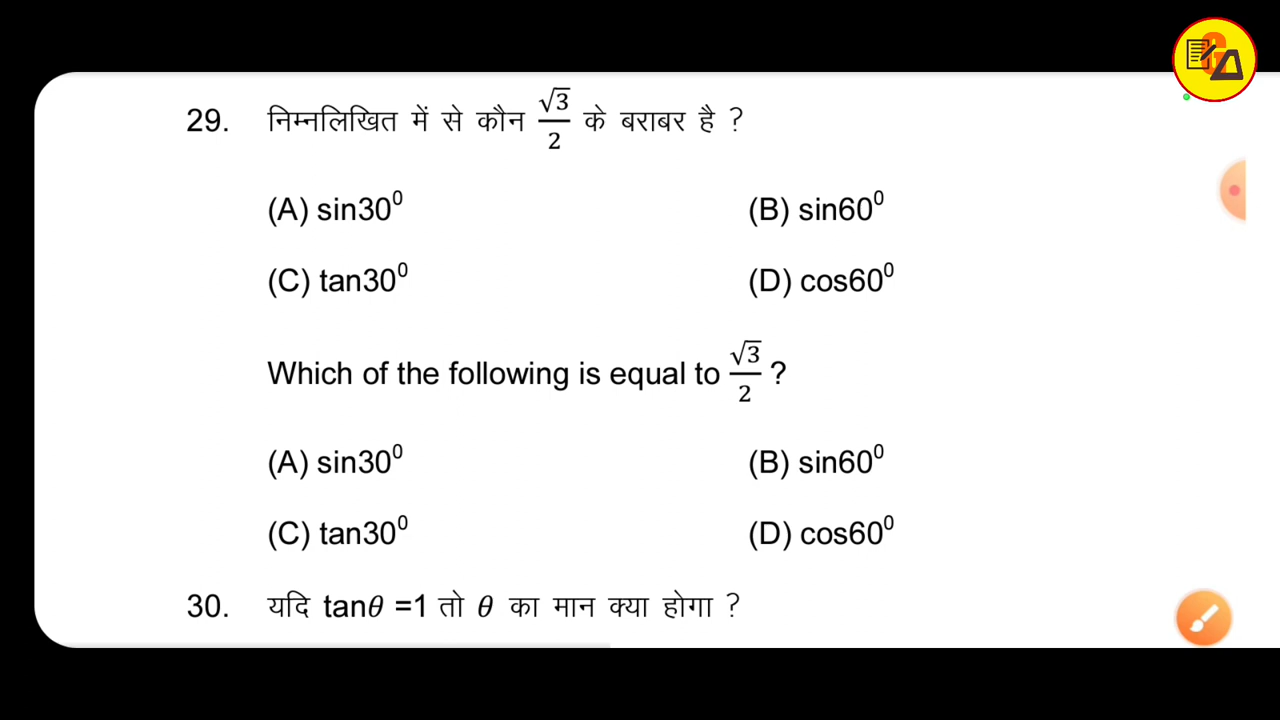 29. निम्नलिखित में से कौन √3/2 के बराबर है ?
(A) sin30⁰ (B) sin60⁰
(C) tan30⁰ (D) cos60⁰
Which of the following is equal to √3/2 ?
(A) sin30⁰ (B) sin60⁰
(C) tan30⁰ (D) cos60⁰
30. यदि tanθ =1 तो θ का मान क्या होगा ?